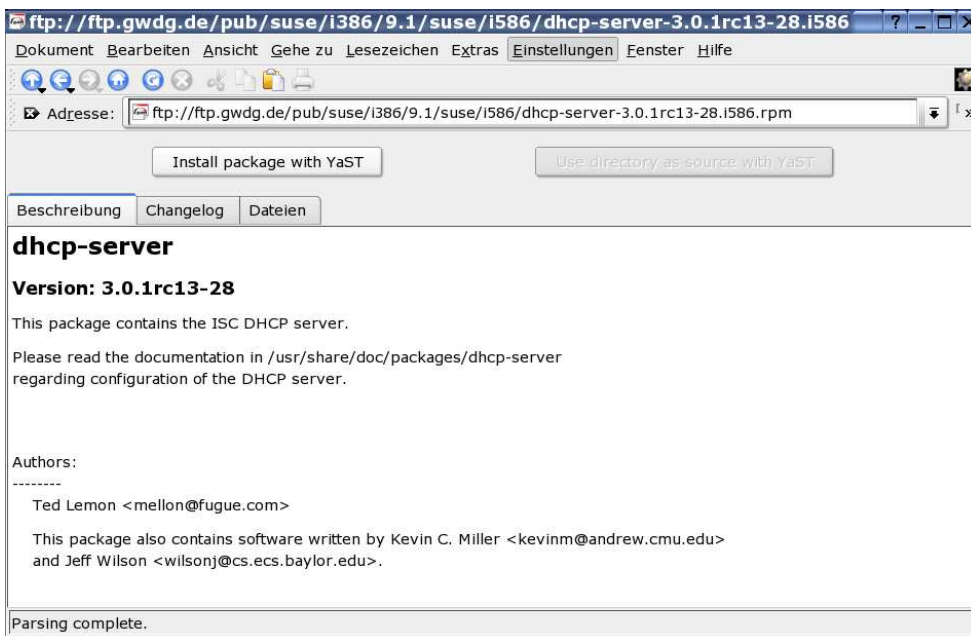 ftp://ftp.gwdg.de/pub/suse/i386/9.1/suse/i586/dhcp-server-3.0.1rc13-28.i586
Dokument Bearbeiten Ansicht Gehe zu Lesezeichen Extras Einstellungen Fenster Hilfe
Adresse: ftp://ftp.gwdg.de/pub/suse/i386/9.1/suse/i586/dhcp-server-3.0.1rc13-28.i586.rpm
Install package with YaST Use directory as source with YaST
Beschreibung Changelog Dateien
dhcp-server
Version: 3.0.1rc13-28
This package contains the ISC DHCP server.
Please read the documentation in /usr/share/doc/packages/dhcp-server
regarding configuration of the DHCP server.
Authors:
--------
Ted Lemon <mellon@fugue.com>
This package also contains software written by Kevin C. Miller <kevinm@andrew.cmu.edu>
and Jeff Wilson <wilsonj@cs.ecs.baylor.edu>.
Parsing complete.